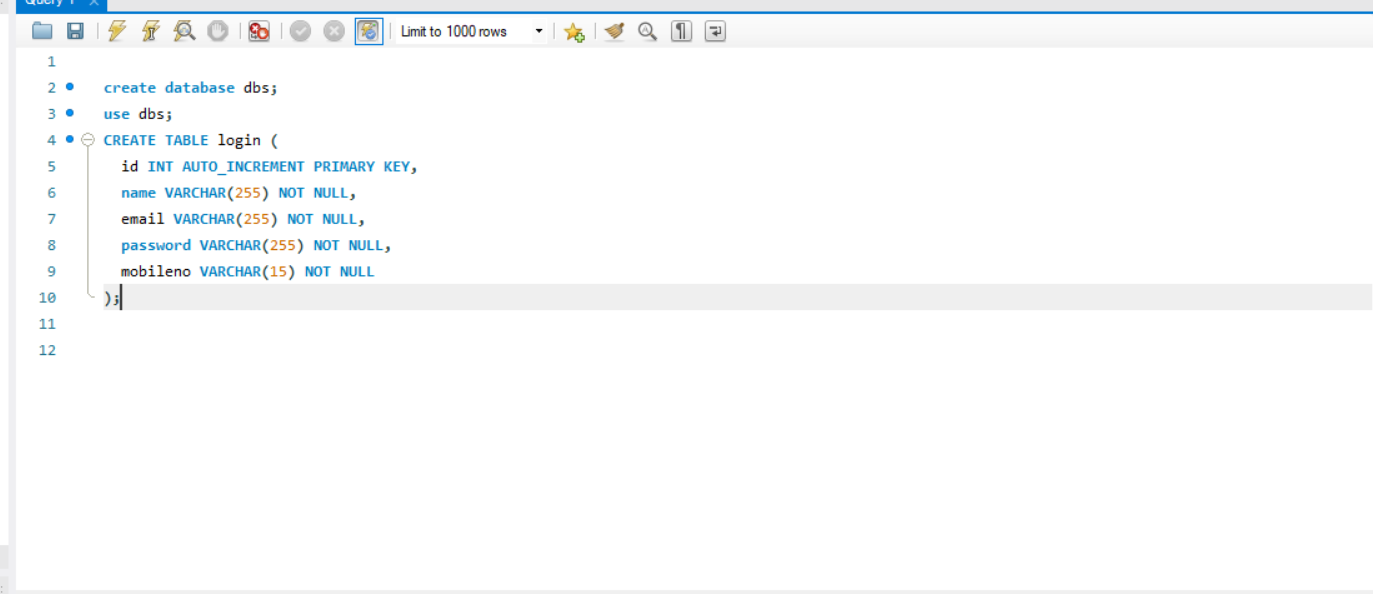 Query 1
Limit to 1000 rows
1
2 create database dbs;
3 use dbs;
4 CREATE TABLE login (
5 id INT AUTO_INCREMENT PRIMARY KEY,
6 name VARCHAR(255) NOT NULL,
7 email VARCHAR(255) NOT NULL,
8 password VARCHAR(255) NOT NULL,
9 mobileno VARCHAR(15) NOT NULL
10 );
11
12